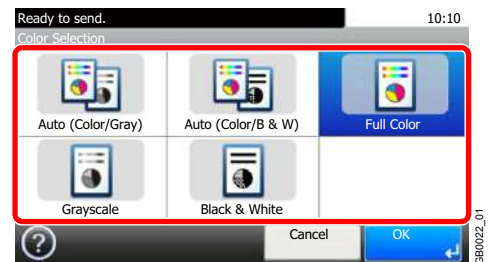 Ready to send. 10:10
Color Selection
Auto (Color/Gray) Auto (Color/B & W) Full Color
Grayscale Black & White
? Cancel OK
GB0022_01